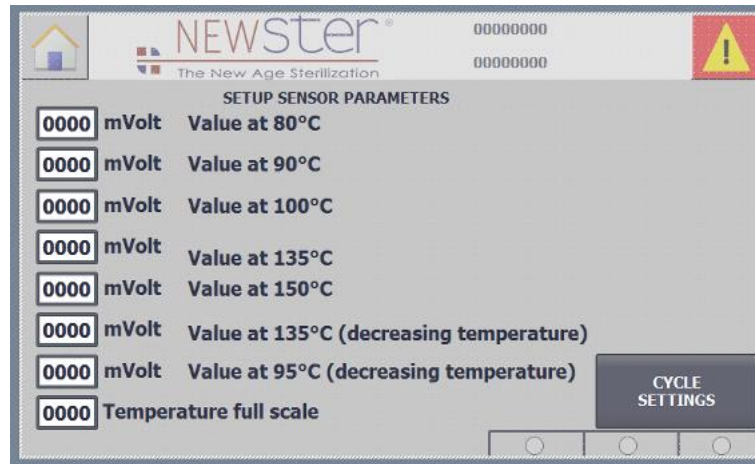 NEWSter®
00000000
The New Age Sterilization
00000000
SETUP SENSOR PARAMETERS
0000 mVolt Value at 80°C
0000 mVolt Value at 90°C
0000 mVolt Value at 100°C
0000 mVolt Value at 135°C
0000 mVolt Value at 150°C
0000 mVolt Value at 135°C (decreasing temperature)
0000 mVolt Value at 95°C (decreasing temperature)
0000 Temperature full scale
CYCLE
SETTINGS
!